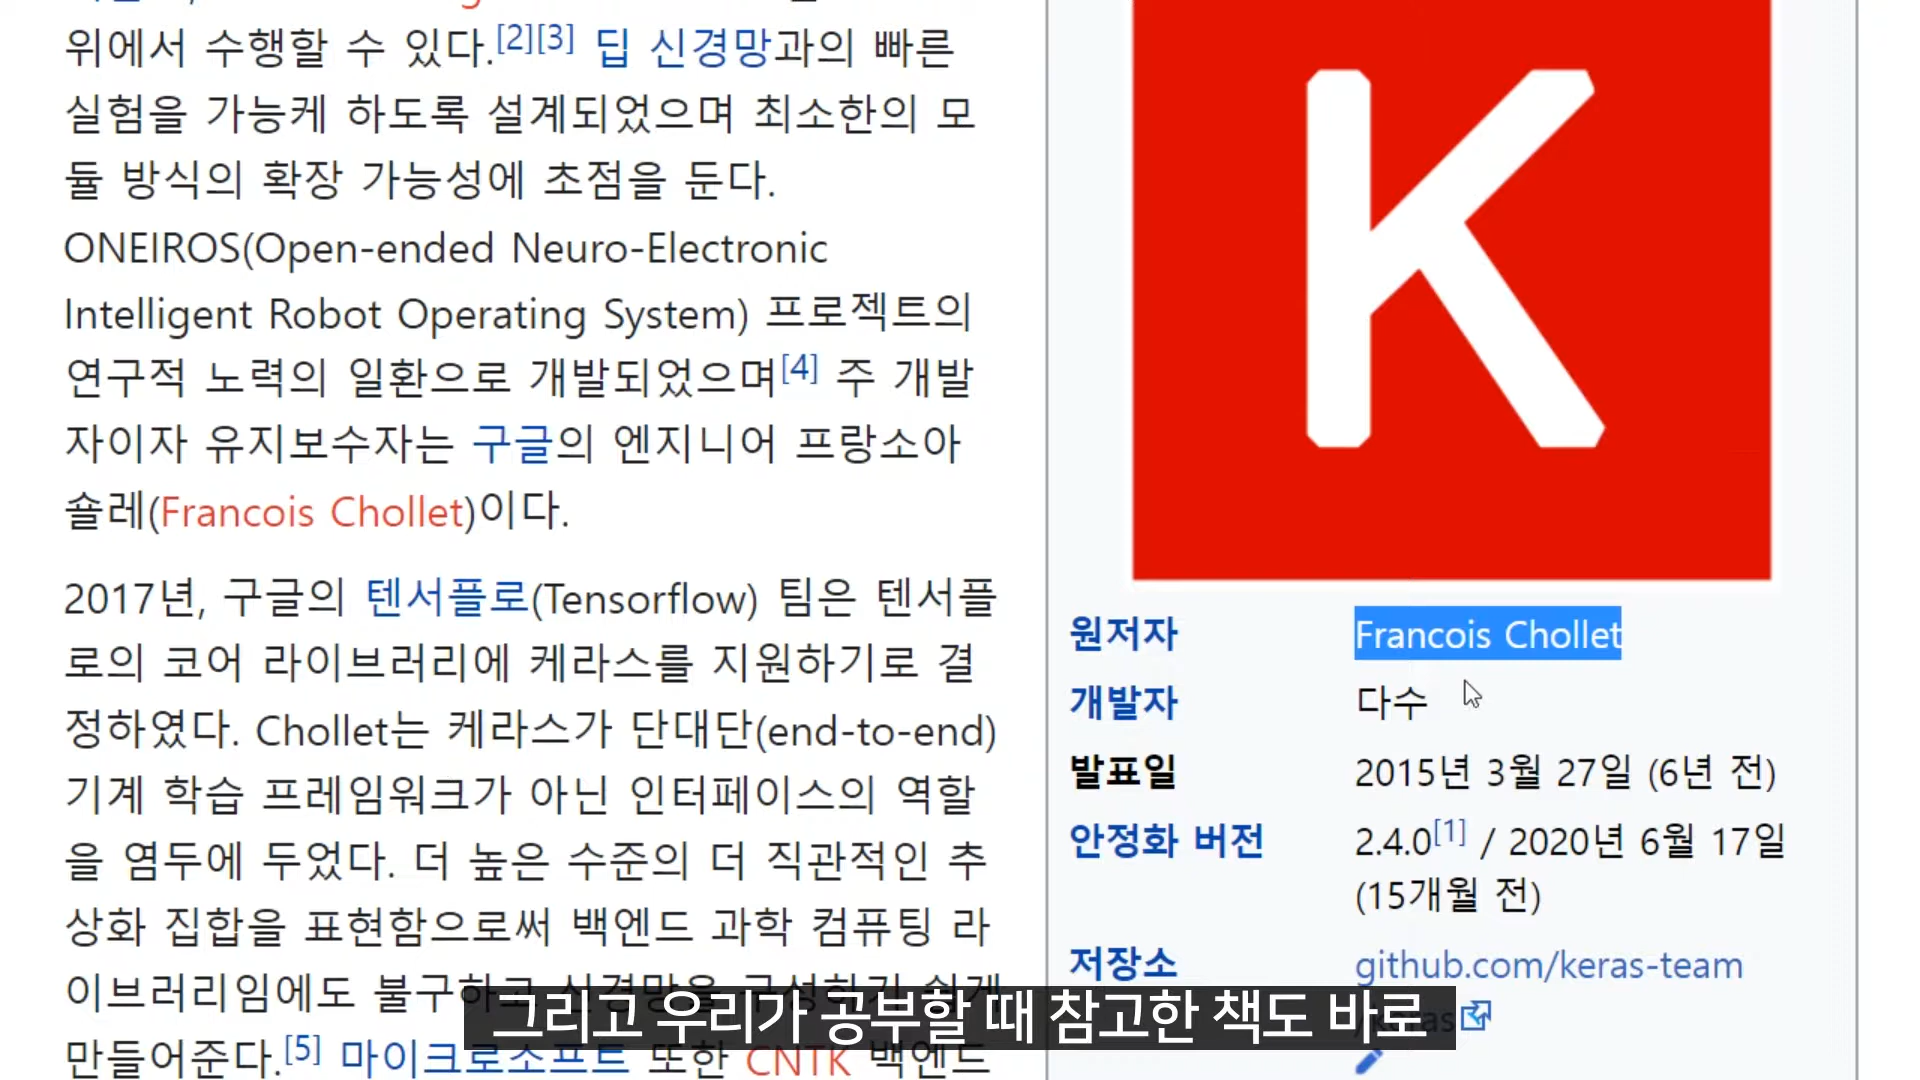 위에서 수행할 수 있다.[2][3] 딥 신경망과의 빠른
실험을 가능케 하도록 설계되었으며 최소한의 모
듈 방식의 확장 가능성에 초점을 둔다.
ONEIROS(Open-ended Neuro-Electronic
Intelligent Robot Operating System) 프로젝트의
연구적 노력의 일환으로 개발되었으며[4] 주 개발
자이자 유지보수자는 구글의 엔지니어 프랑소아
숄레(Francois Chollet)이다.
2017년, 구글의 텐서플로(Tensorflow) 팀은 텐서플
로의 코어 라이브러리에 케라스를 지원하기로 결
정하였다. Chollet는 케라스가 단대단(end-to-end)
기계 학습 프레임워크가 아닌 인터페이스의 역할
을 염두에 두었다. 더 높은 수준의 더 직관적인 추
상화 집합을 표현함으로써 백엔드 과학 컴퓨팅 라
이브러리임에도 불구하고 신경망을 구성하기 쉽게
만들어준다.[5] 마이크로소프트 또한 CNTK 백엔드
K
원저자 Francois Chollet
개발자 다수
발표일 2015년 3월 27일 (6년 전)
안정화 버전 2.4.0[1] / 2020년 6월 17일
(15개월 전)
저장소 github.com/keras-team
/keras
그리고 우리가 공부할 때 참고한 책도 바로